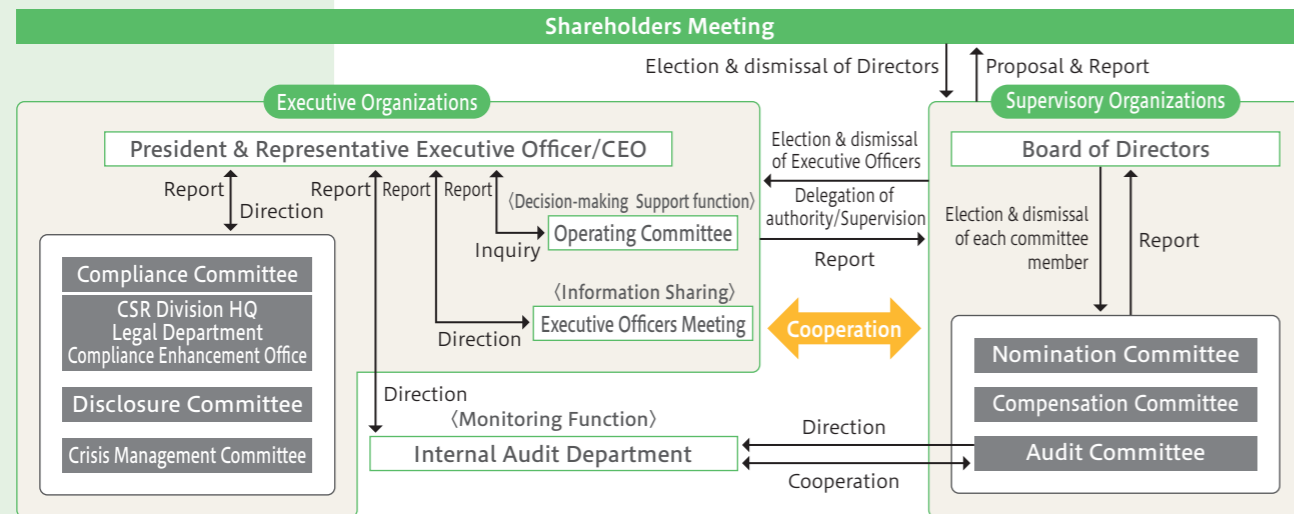 Shareholders Meeting
Election & dismissal of Directors
Proposal & Report
Executive Organizations
Supervisory Organizations
President & Representative Executive Officer/CEO
Election & dismissal
of Executive Officers
Board of Directors
Report
Direction
Report
Report
Report
〈Decision-making Support function〉
Operating Committee
Inquiry
Delegation of
authority/Supervision
Report
Election & dismissal
of each committee
member
Report
Compliance Committee
CSR Division HQ
Legal Department
Compliance Enhancement Office
Disclosure Committee
Crisis Management Committee
〈Information Sharing〉
Executive Officers Meeting
Direction
Cooperation
Nomination Committee
Compensation Committee
Audit Committee
Direction
〈Monitoring Function〉
Internal Audit Department
Direction
Cooperation